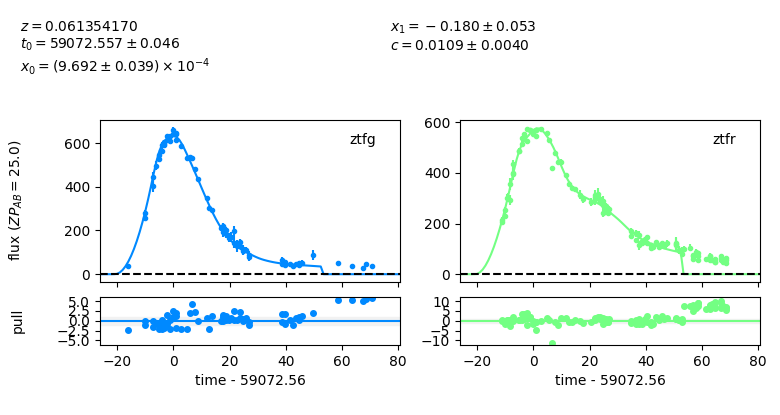 z = 0.061354170
t₀ = 59072.557 ± 0.046
x₀ = (9.692 ± 0.039) × 10⁻⁴
x₁ = −0.180 ± 0.053
c = 0.0109 ± 0.0040
flux (ZP_AB = 25.0)
600
400
200
0
ztfg
600
400
200
0
ztfr
pull
5.0
2.5
0.0
−2.5
−5.0
−20 0 20 40 60 80
time - 59072.56
10
5
0
−5
−10
−20 0 20 40 60 80
time - 59072.56